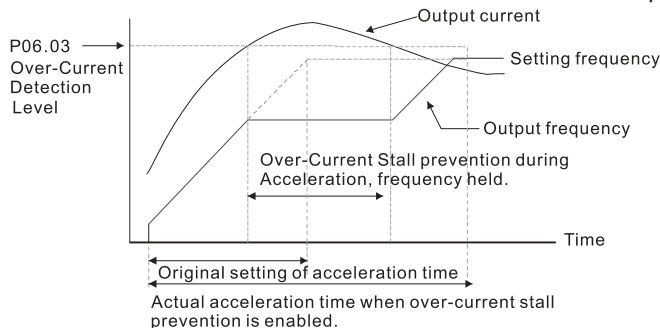 Output current
P06.03
Over-Current
Detection
Level
Setting frequency
Output frequency
Over-Current Stall prevention during
Acceleration, frequency held.
Time
Original setting of acceleration time
Actual acceleration time when over-current stall
prevention is enabled.